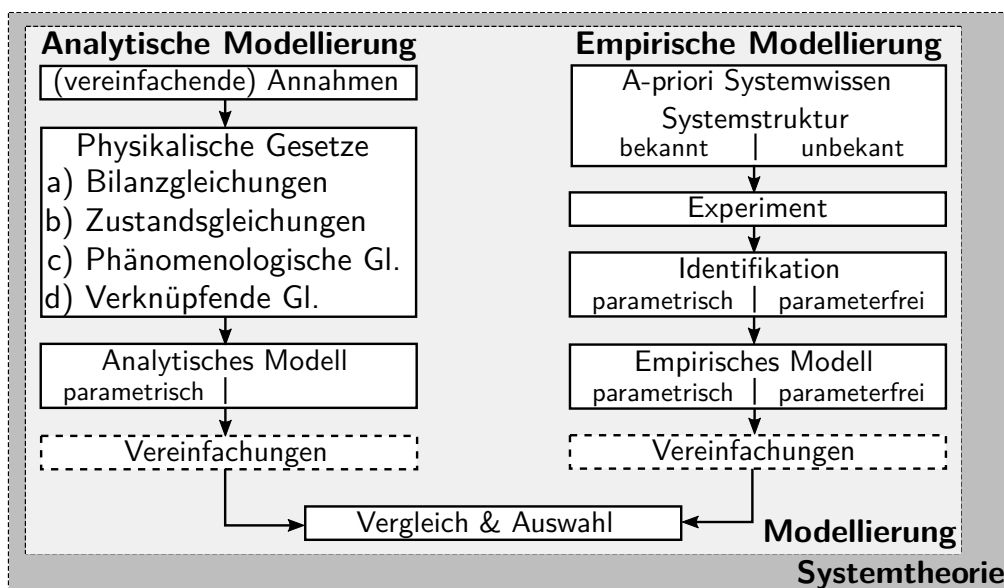 Analytische Modellierung
(vereinfachende) Annahmen
Physikalische Gesetze
a) Bilanzgleichungen
b) Zustandsgleichungen
c) Phänomenologische Gl.
d) Verknüpfende Gl.
Analytisches Modell
parametrisch
Vereinfachungen
Empirische Modellierung
A-priori Systemwissen
Systemstruktur
bekannt | unbekant
Experiment
Identifikation
parametrisch | parameterfrei
Empirisches Modell
parametrisch | parameterfrei
Vereinfachungen
Vergleich & Auswahl
Modellierung
Systemtheorie